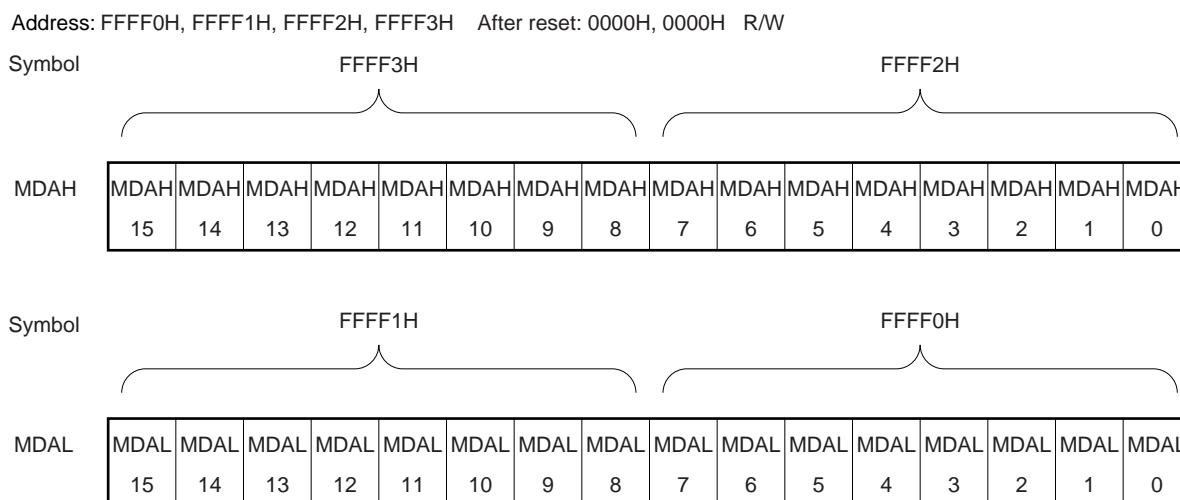 Address: FFFF0H, FFFF1H, FFFF2H, FFFF3H After reset: 0000H, 0000H R/W
Symbol FFFF3H FFFF2H
MDAH MDAH MDAH MDAH MDAH MDAH MDAH MDAH MDAH MDAH MDAH MDAH MDAH MDAH MDAH MDAH MDAH
15 14 13 12 11 10 9 8 7 6 5 4 3 2 1 0
Symbol FFFF1H FFFF0H
MDAL MDAL MDAL MDAL MDAL MDAL MDAL MDAL MDAL MDAL MDAL MDAL MDAL MDAL MDAL MDAL MDAL
15 14 13 12 11 10 9 8 7 6 5 4 3 2 1 0